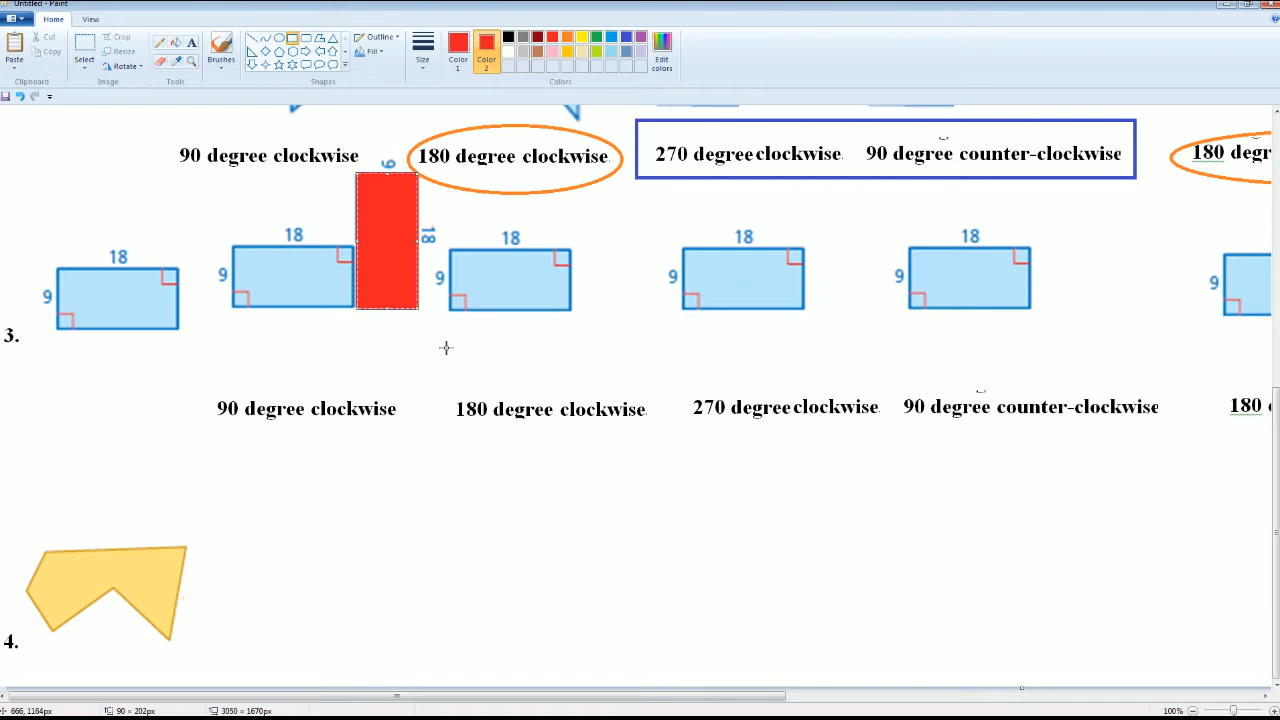 Untitled - Paint
Home View
Paste
Cut
Copy
Clipboard
Select
Crop
Resize
Rotate
Image
Tools
Brushes
Shapes
Outline
Fill
Size
Color 1
Color 2
Edit colors
Colors
90 degree clockwise
180 degree clockwise
270 degree clockwise
90 degree counter-clockwise
180 degr
3.
18
9
18
9
9
18
18
9
18
9
18
9
9
90 degree clockwise
180 degree clockwise
270 degree clockwise
90 degree counter-clockwise
180
4.
666, 1164px
90 × 202px
3050 × 1670px
100%